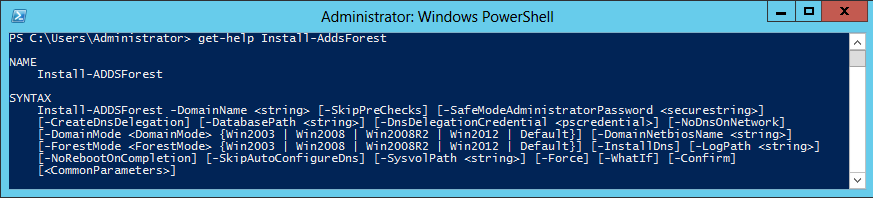 Administrator: Windows PowerShell
PS C:\Users\Administrator> get-help Install-AddsForest
NAME
Install-ADDSForest
SYNTAX
Install-ADDSForest -DomainName <string> [-SkipPreChecks] [-SafeModeAdministratorPassword <securestring>]
[-CreateDnsDelegation] [-DatabasePath <string>] [-DnsDelegationCredential <pscredential>] [-NoDnsOnNetwork]
[-DomainMode <DomainMode> {Win2003 | Win2008 | Win2008R2 | Win2012 | Default}] [-DomainNetbiosName <string>]
[-ForestMode <ForestMode> {Win2003 | Win2008 | Win2008R2 | Win2012 | Default}] [-InstallDns] [-LogPath <string>]
[-NoRebootOnCompletion] [-SkipAutoConfigureDns] [-SysvolPath <string>] [-Force] [-WhatIf] [-Confirm]
[<CommonParameters>]